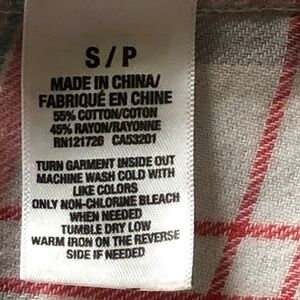 S/P
MADE IN CHINA/
FABRIQUÉ EN CHINE
55% COTTON/COTON
45% RAYON/RAYONNE
RN121726 CA53201
TURN GARMENT INSIDE OUT
MACHINE WASH COLD WITH
LIKE COLORS
ONLY NON-CHLORINE BLEACH
WHEN NEEDED
TUMBLE DRY LOW
WARM IRON ON THE REVERSE
SIDE IF NEEDED